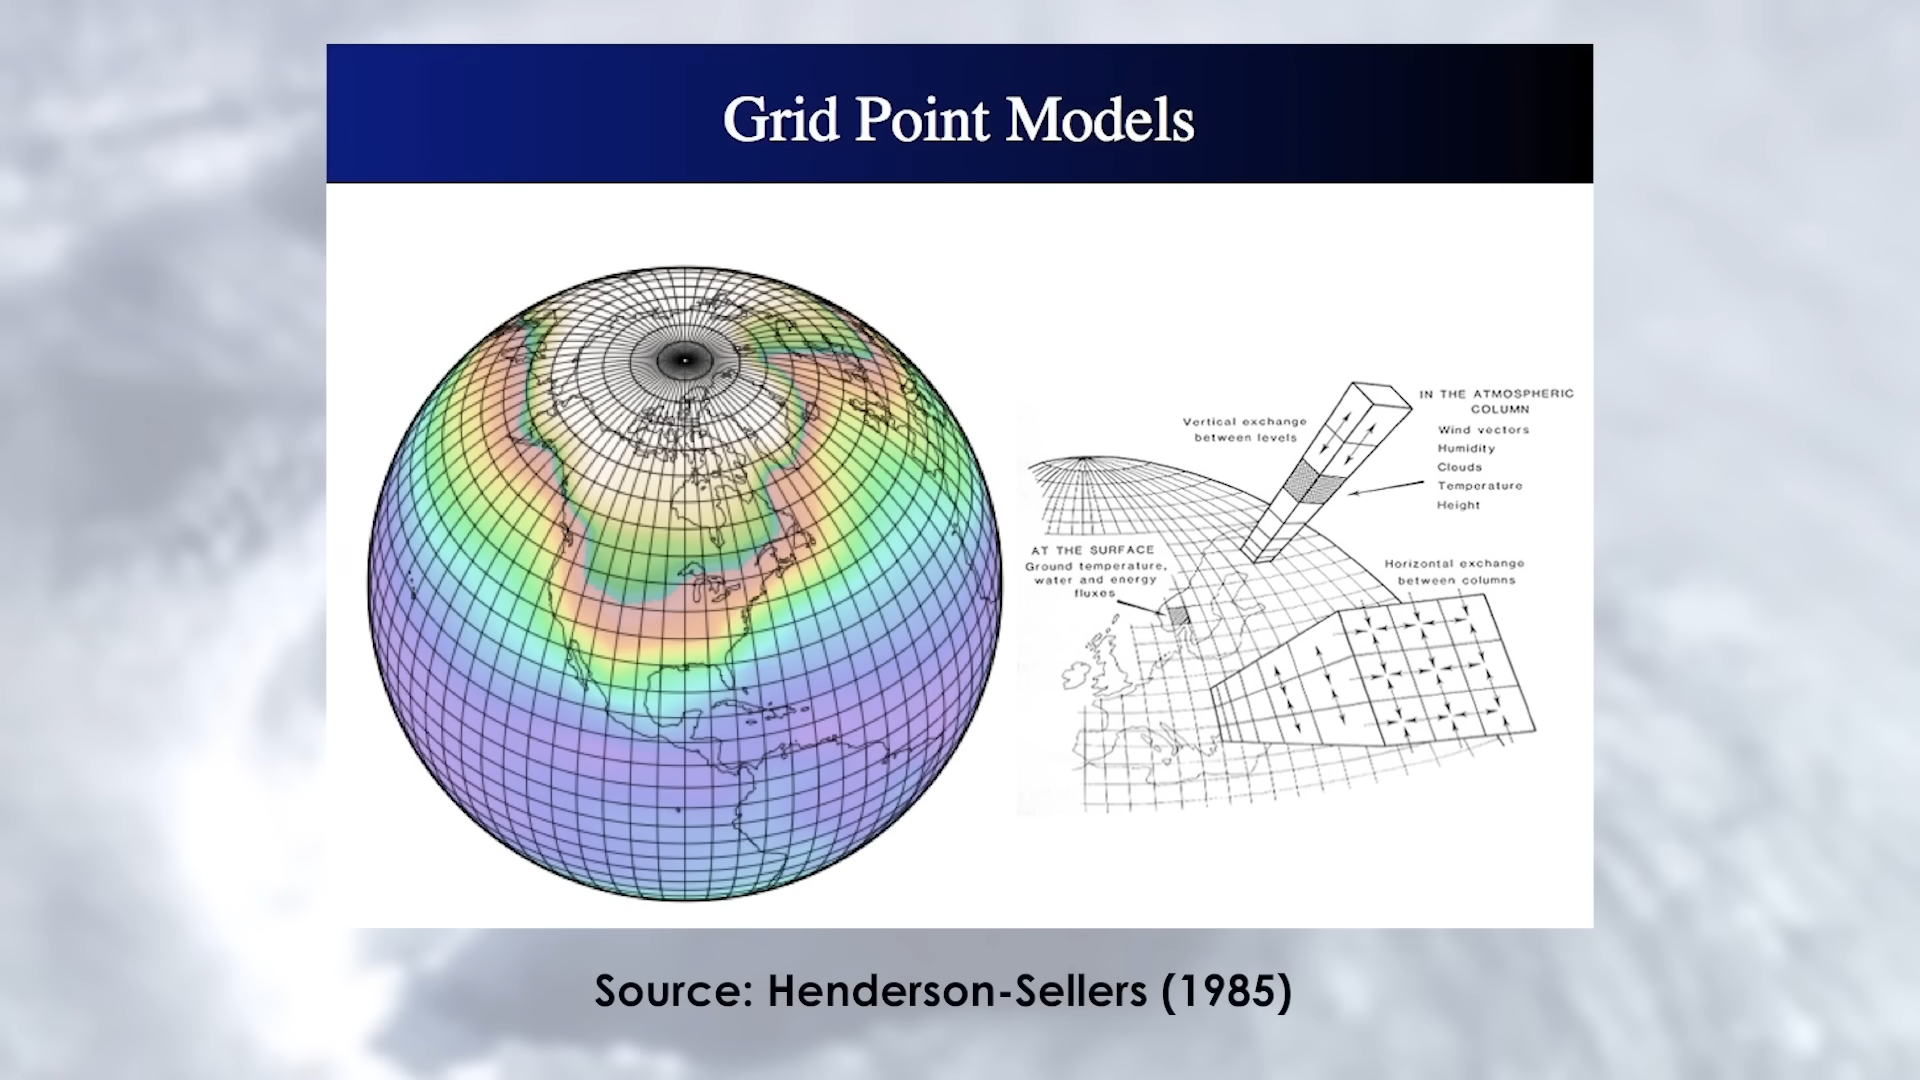 Grid Point Models
Vertical exchange
between levels
IN THE ATMOSPHERIC
COLUMN
Wind vectors
Humidity
Clouds
Temperature
Height
AT THE SURFACE
Ground temperature,
water and energy
fluxes
Horizontal exchange
between columns
Source: Henderson-Sellers (1985)